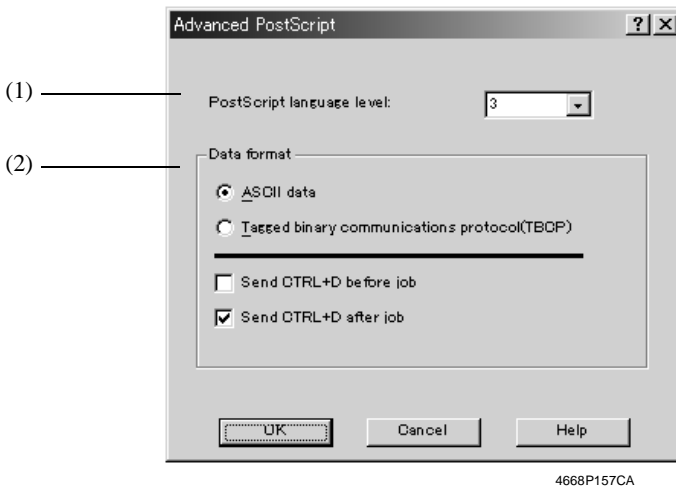 Advanced PostScript
(1)
PostScript language level: 3
(2)
Data format
ASCII data
Tagged binary communications protocol(TBCP)
Send CTRL+D before job
Send CTRL+D after job
OK Cancel Help
4668P157CA